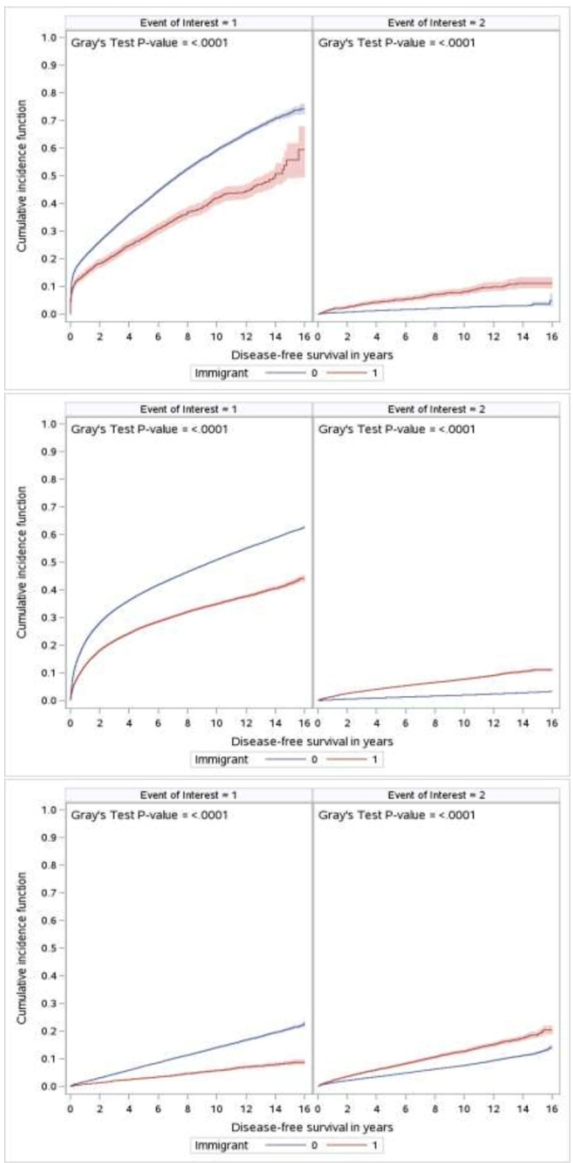 Event of Interest = 1
Event of Interest = 2
Gray's Test P-value = <.0001
Gray's Test P-value = <.0001
Cumulative incidence function
1.0
0.9
0.8
0.7
0.6
0.5
0.4
0.3
0.2
0.1
0.0
0 2 4 6 8 10 12 14 16 0 2 4 6 8 10 12 14 16
Disease-free survival in years
Immigrant 0 1
Event of Interest = 1
Event of Interest = 2
Gray's Test P-value = <.0001
Gray's Test P-value = <.0001
Cumulative incidence function
1.0
0.9
0.8
0.7
0.6
0.5
0.4
0.3
0.2
0.1
0.0
0 2 4 6 8 10 12 14 16 0 2 4 6 8 10 12 14 16
Disease-free survival in years
Immigrant 0 1
Event of Interest = 1
Event of Interest = 2
Gray's Test P-value = <.0001
Gray's Test P-value = <.0001
Cumulative incidence function
1.0
0.9
0.8
0.7
0.6
0.5
0.4
0.3
0.2
0.1
0.0
0 2 4 6 8 10 12 14 16 0 2 4 6 8 10 12 14 16
Disease-free survival in years
Immigrant 0 1